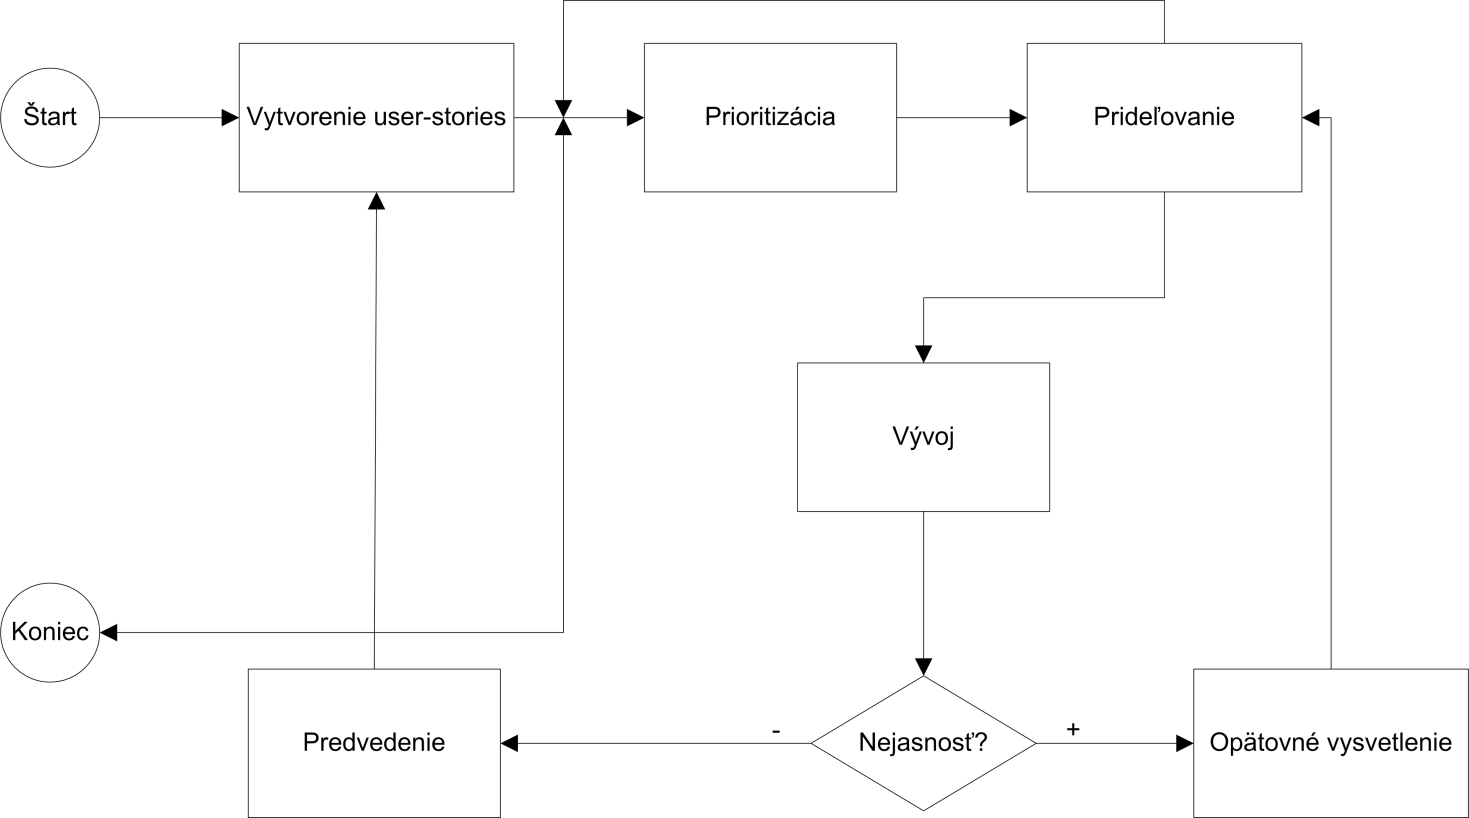 Štart
Vytvorenie user-stories
Prioritizácia
Prideľovanie
Vývoj
Koniec
Predvedenie
-
Nejasnosť?
+
Opätovné vysvetlenie